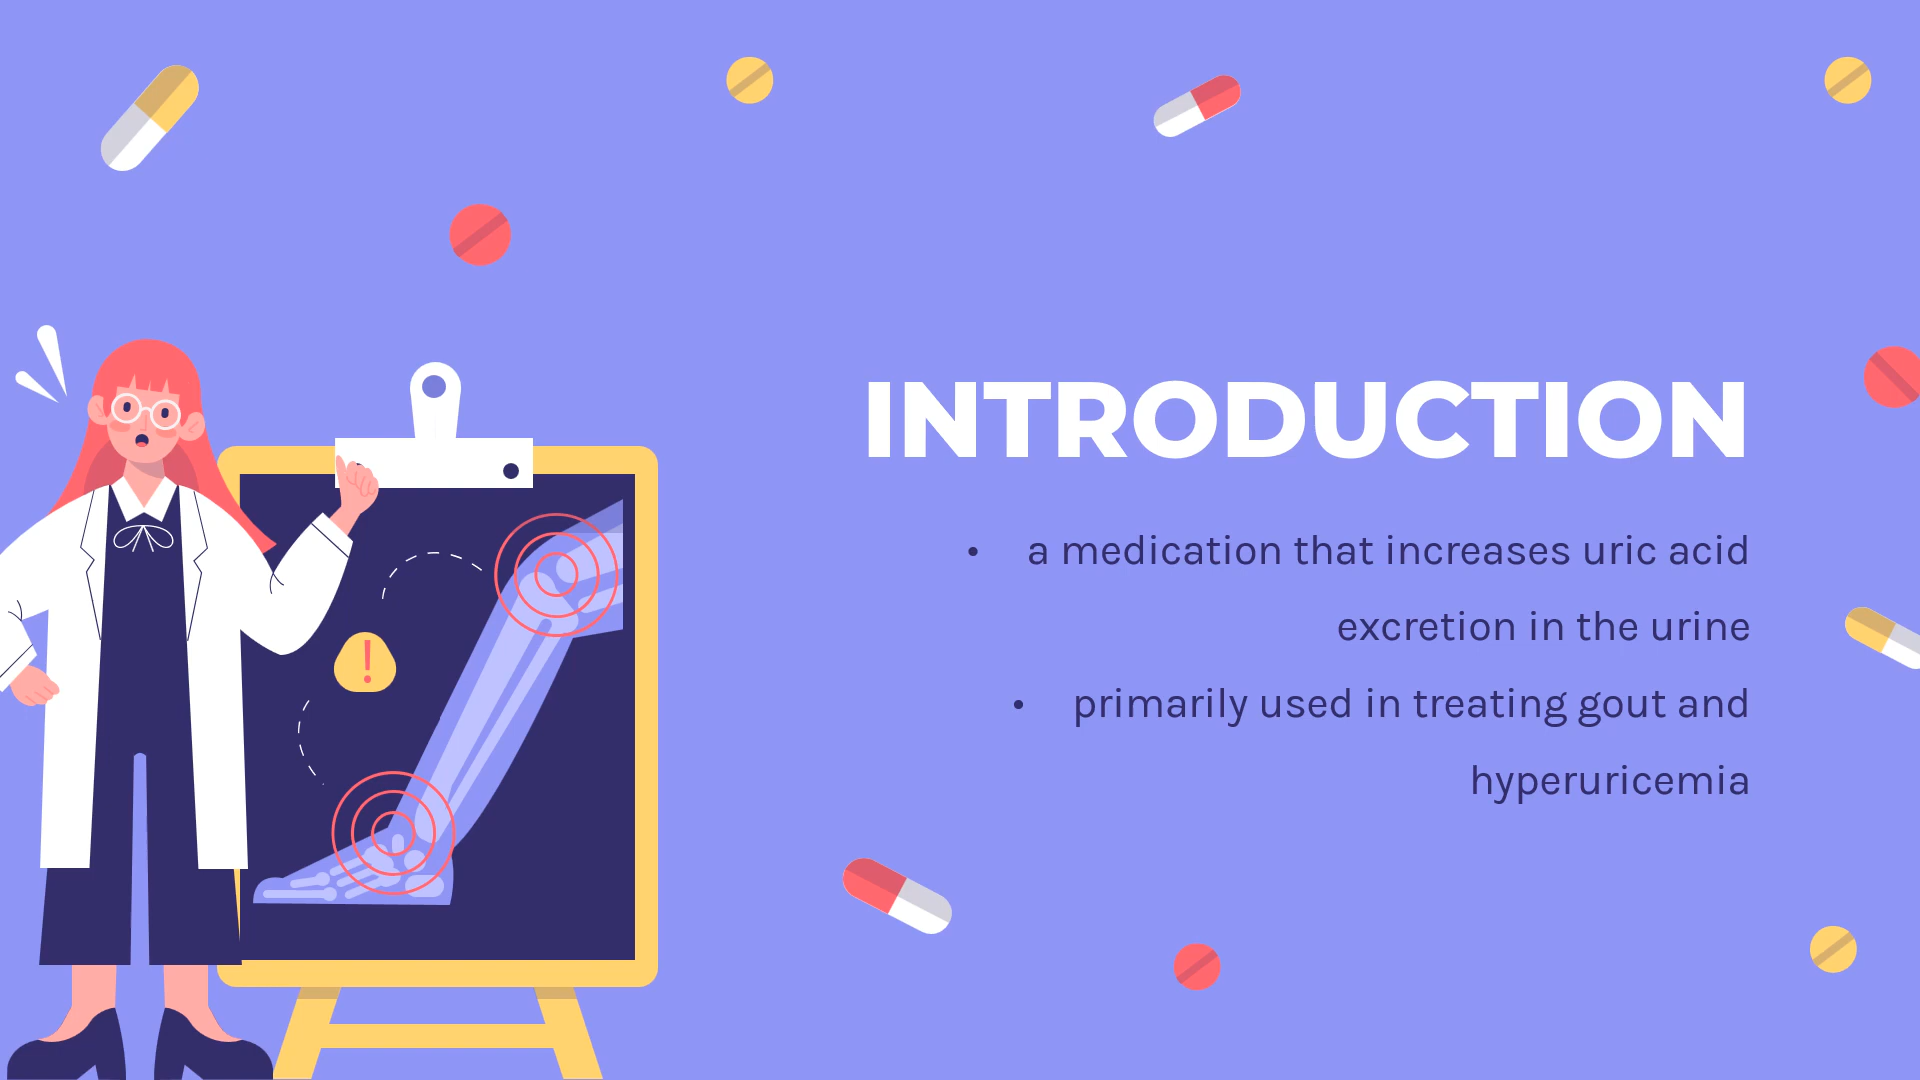 INTRODUCTION
• a medication that increases uric acid
excretion in the urine
• primarily used in treating gout and
hyperuricemia
!